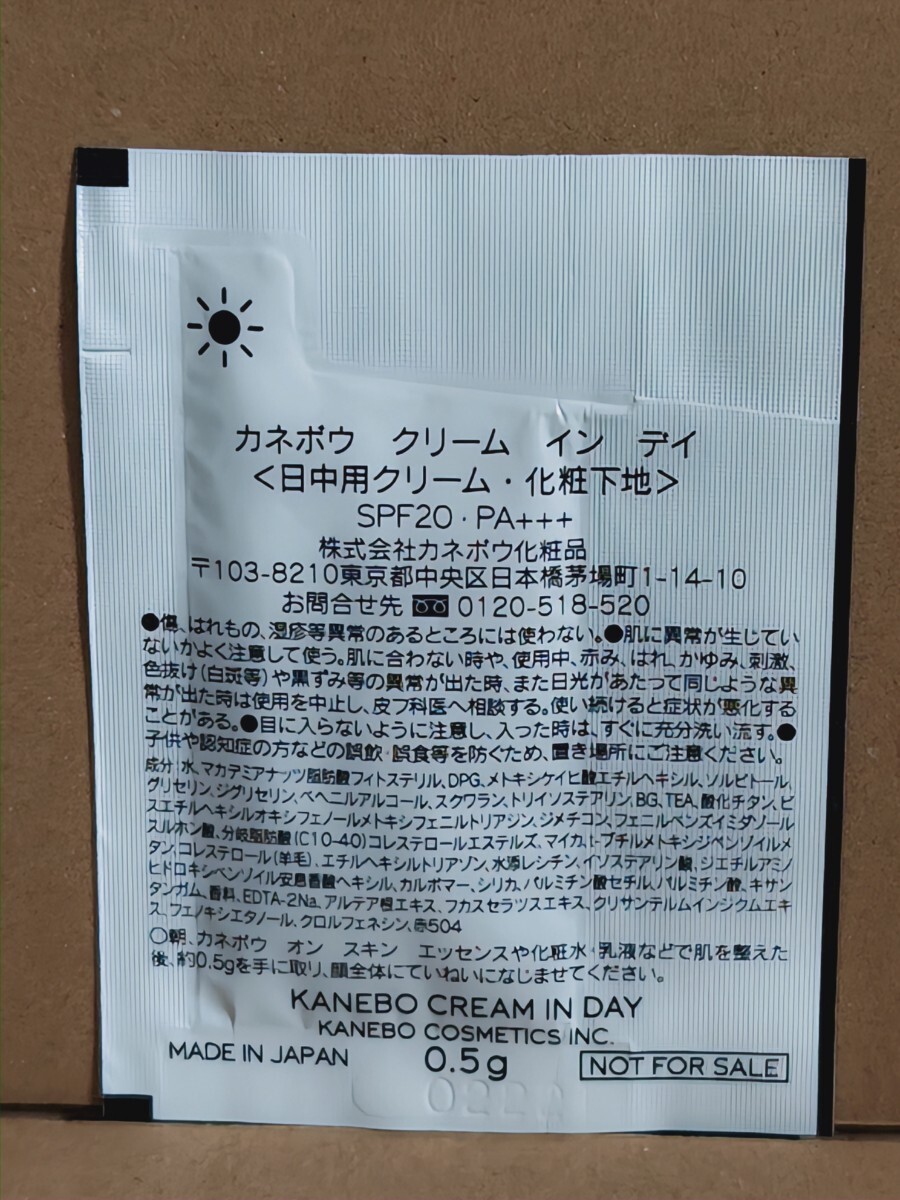 カネボウ クリーム イン デイ
<日中用クリーム・化粧下地>
SPF20・PA+++
株式会社カネボウ化粧品
〒103-8210東京都中央区日本橋茅場町1-14-10
お問合せ先 0120-518-520
●傷、はれもの、湿疹等異常のあるところには使わない。●肌に異常が生じてい
ないかよく注意して使う。肌に合わない時や、使用中、赤み、はれ、かゆみ、刺激、
色抜け(白斑等)や黒ずみ等の異常が出た時、また日光があたって同じような異
常が出た時は使用を中止し、皮フ科医へ相談する。使い続けると症状が悪化する
ことがある。●目に入らないように注意し、入った時は、すぐに充分洗い流す。●
子供や認知症の方などの誤飲・誤食等を防ぐため、置き場所にご注意ください。
成分:水、マカデミアナッツ脂肪酸フィトステリル、DPG、メトキシケイヒ酸エチルヘキシル、ソルビトール、
グリセリン、ジグリセリン、ベヘニルアルコール、スクワラン、トリイソステアリン、BG、TEA、酸化チタン、ビ
スエチルヘキシルオキシフェノールメトキシフェニルトリアジン、ジメチコン、フェニルベンズイミダゾール
スルホン酸、分岐脂肪酸(C10-40)コレステロールエステルズ、マイカ、t-ブチルメトキシジベンゾイルメ
タン、コレステロール(羊毛)、エチルヘキシルトリアゾン、水添レシチン、イソステアリン酸、ジエチルアミノ
ヒドロキシベンゾイル安息香酸ヘキシル、カルボマー、シリカ、パルミチン酸セチル、パルミチン酸、キサン
タンガム、香料、EDTA-2Na、アルテア根エキス、フカスセラツスエキス、クリサンテルムインジクムエキ
ス、フェノキシエタノール、クロルフェネシン、赤504
○朝、カネボウ オン スキン エッセンスや化粧水・乳液などで肌を整えた
後、約0.5gを手に取り、顔全体にていねいになじませてください。
KANEBO CREAM IN DAY
KANEBO COSMETICS INC.
MADE IN JAPAN 0.5g NOT FOR SALE